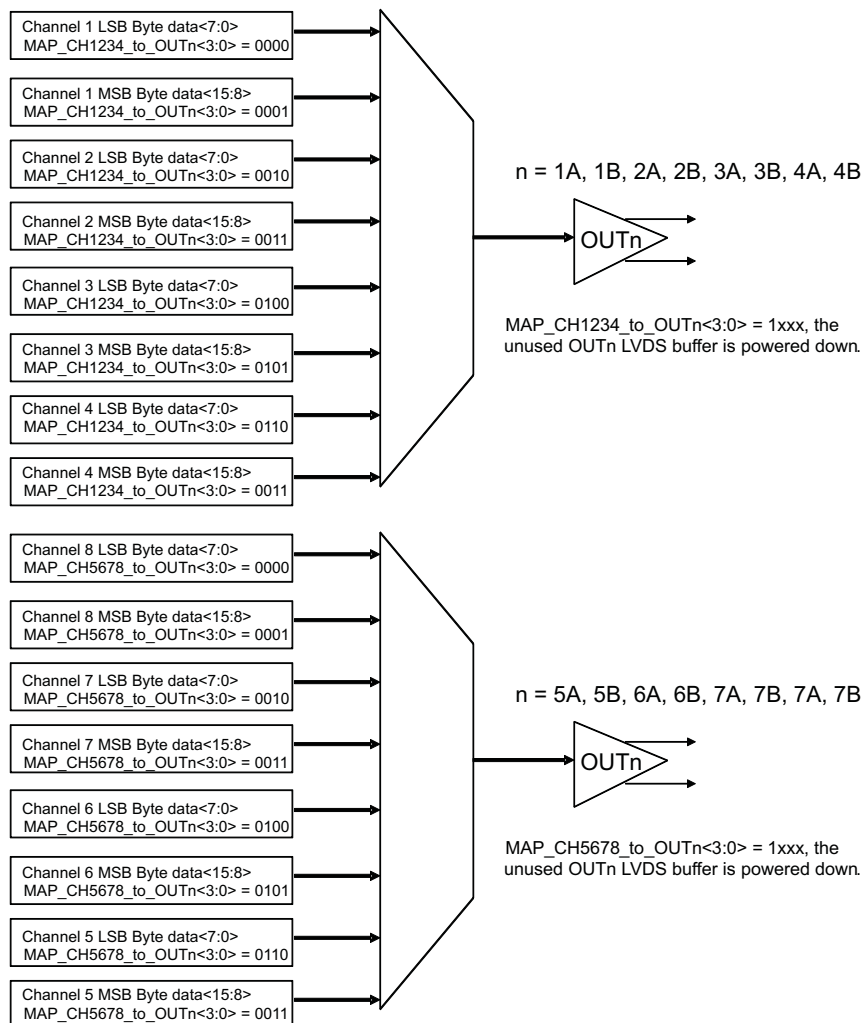 Channel 1 LSB Byte data<7:0>
MAP_CH1234_to_OUTn<3:0> = 0000
Channel 1 MSB Byte data<15:8>
MAP_CH1234_to_OUTn<3:0> = 0001
Channel 2 LSB Byte data<7:0>
MAP_CH1234_to_OUTn<3:0> = 0010
Channel 2 MSB Byte data<15:8>
MAP_CH1234_to_OUTn<3:0> = 0011
Channel 3 LSB Byte data<7:0>
MAP_CH1234_to_OUTn<3:0> = 0100
Channel 3 MSB Byte data<15:8>
MAP_CH1234_to_OUTn<3:0> = 0101
Channel 4 LSB Byte data<7:0>
MAP_CH1234_to_OUTn<3:0> = 0110
Channel 4 MSB Byte data<15:8>
MAP_CH1234_to_OUTn<3:0> = 0011
n = 1A, 1B, 2A, 2B, 3A, 3B, 4A, 4B
OUTn
MAP_CH1234_to_OUTn<3:0> = 1xxx, the
unused OUTn LVDS buffer is powered down.
Channel 8 LSB Byte data<7:0>
MAP_CH5678_to_OUTn<3:0> = 0000
Channel 8 MSB Byte data<15:8>
MAP_CH5678_to_OUTn<3:0> = 0001
Channel 7 LSB Byte data<7:0>
MAP_CH5678_to_OUTn<3:0> = 0010
Channel 7 MSB Byte data<15:8>
MAP_CH5678_to_OUTn<3:0> = 0011
Channel 6 LSB Byte data<7:0>
MAP_CH5678_to_OUTn<3:0> = 0100
Channel 6 MSB Byte data<15:8>
MAP_CH5678_to_OUTn<3:0> = 0101
Channel 5 LSB Byte data<7:0>
MAP_CH5678_to_OUTn<3:0> = 0110
Channel 5 MSB Byte data<15:8>
MAP_CH5678_to_OUTn<3:0> = 0011
n = 5A, 5B, 6A, 6B, 7A, 7B, 7A, 7B
OUTn
MAP_CH5678_to_OUTn<3:0> = 1xxx, the
unused OUTn LVDS buffer is powered down.